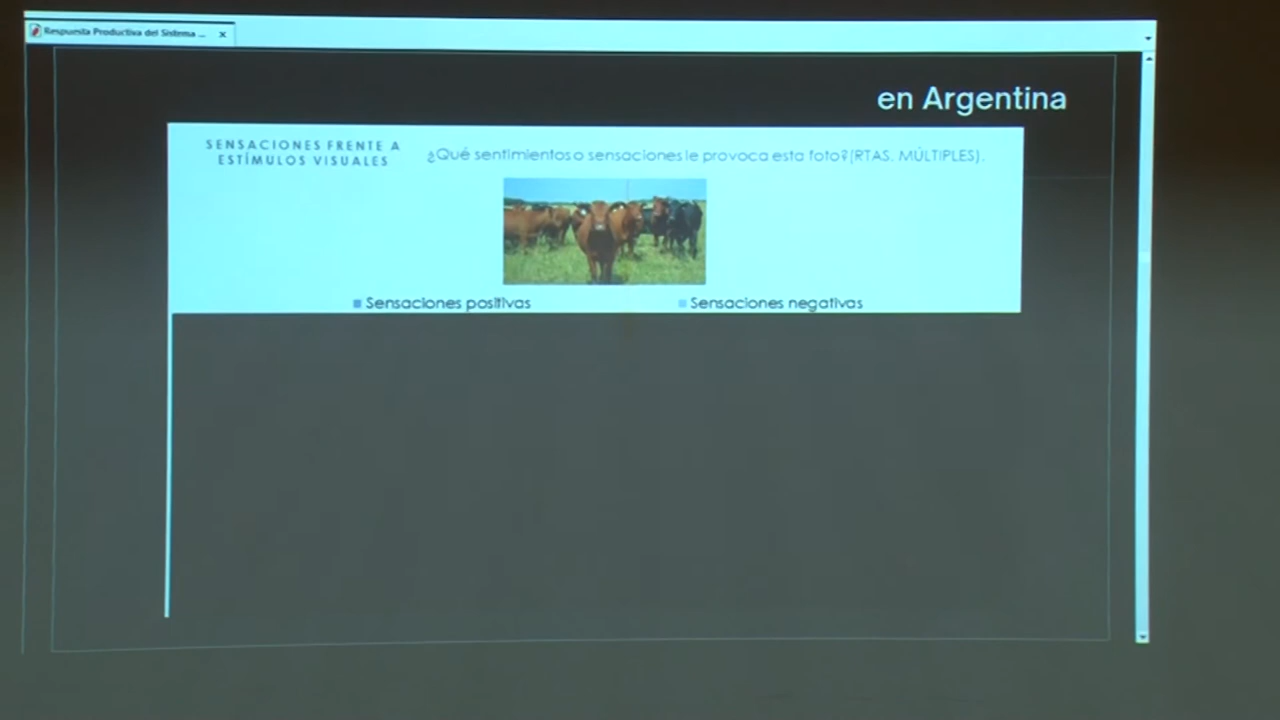 Respuesta Productiva del Sistema ...
en Argentina
SENSACIONES FRENTE A
ESTÍMULOS VISUALES
¿Qué sentimientos o sensaciones le provoca esta foto?(RTAS. MÚLTIPLES).
Sensaciones positivas
Sensaciones negativas